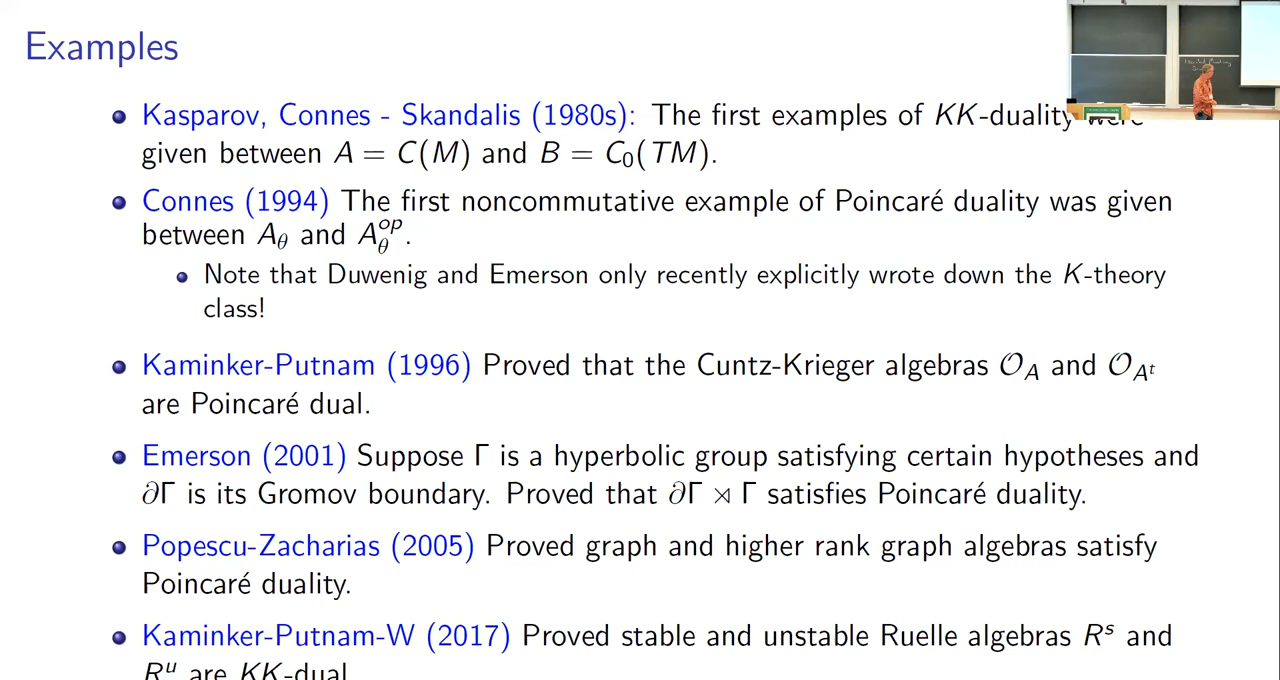 Examples
Kasparov, Connes - Skandalis (1980s): The first examples of KK-duality were
given between A = C(M) and B = C₀(TM).
Connes (1994) The first noncommutative example of Poincaré duality was given
between A_θ and A_θ^op.
Note that Duwenig and Emerson only recently explicitly wrote down the K-theory
class!
Kaminker-Putnam (1996) Proved that the Cuntz-Krieger algebras 𝒪_A and 𝒪_{A^t}
are Poincaré dual.
Emerson (2001) Suppose Γ is a hyperbolic group satisfying certain hypotheses and
∂Γ is its Gromov boundary. Proved that ∂Γ ⋊ Γ satisfies Poincaré duality.
Popescu-Zacharias (2005) Proved graph and higher rank graph algebras satisfy
Poincaré duality.
Kaminker-Putnam-W (2017) Proved stable and unstable Ruelle algebras R^s and
R^u are KK-dual